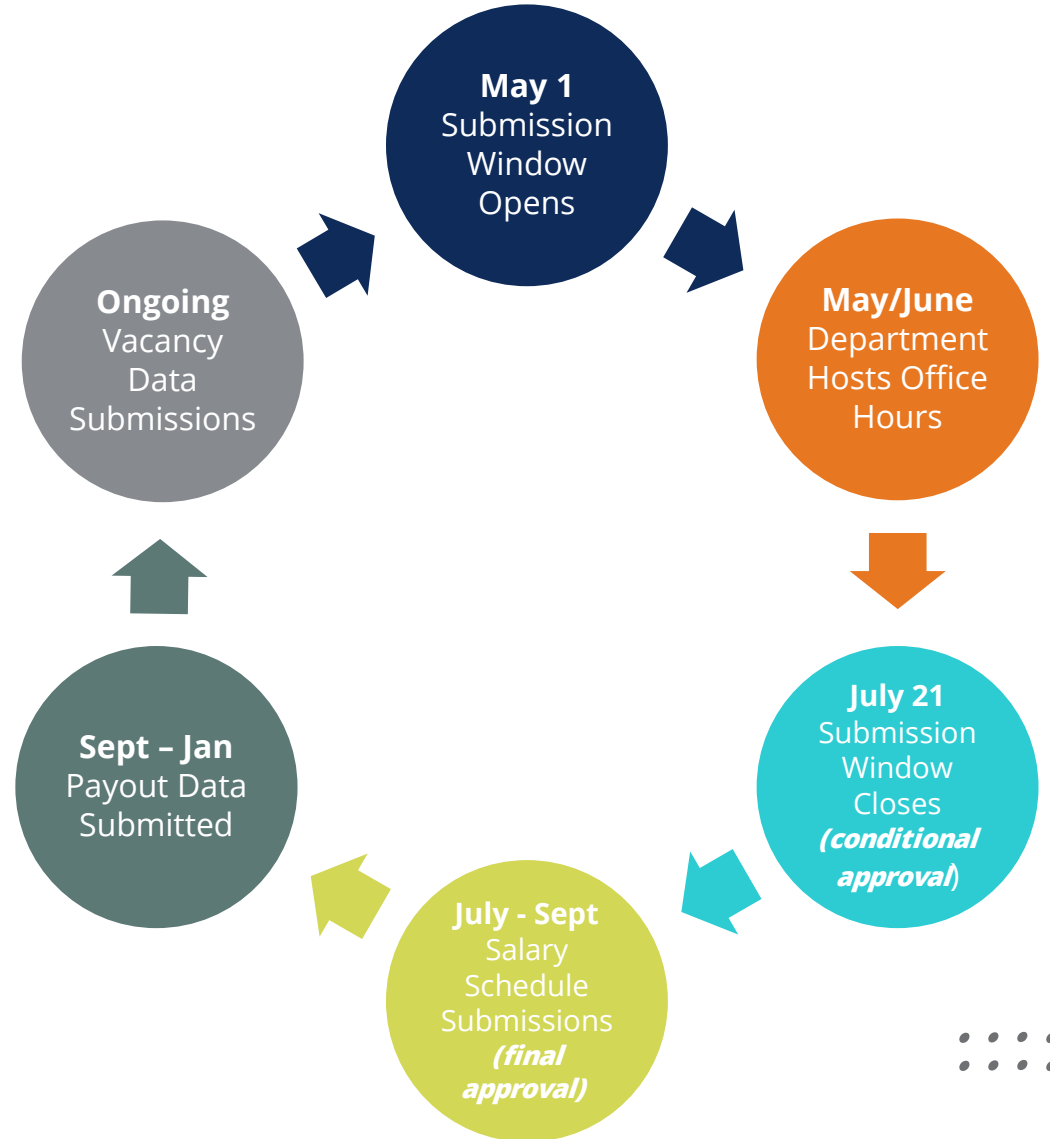 May 1
Submission
Window
Opens
May/June
Department
Hosts Office
Hours
July 21
Submission
Window
Closes
(conditional
approval)
July - Sept
Salary
Schedule
Submissions
(final
approval)
Sept – Jan
Payout Data
Submitted
Ongoing
Vacancy
Data
Submissions